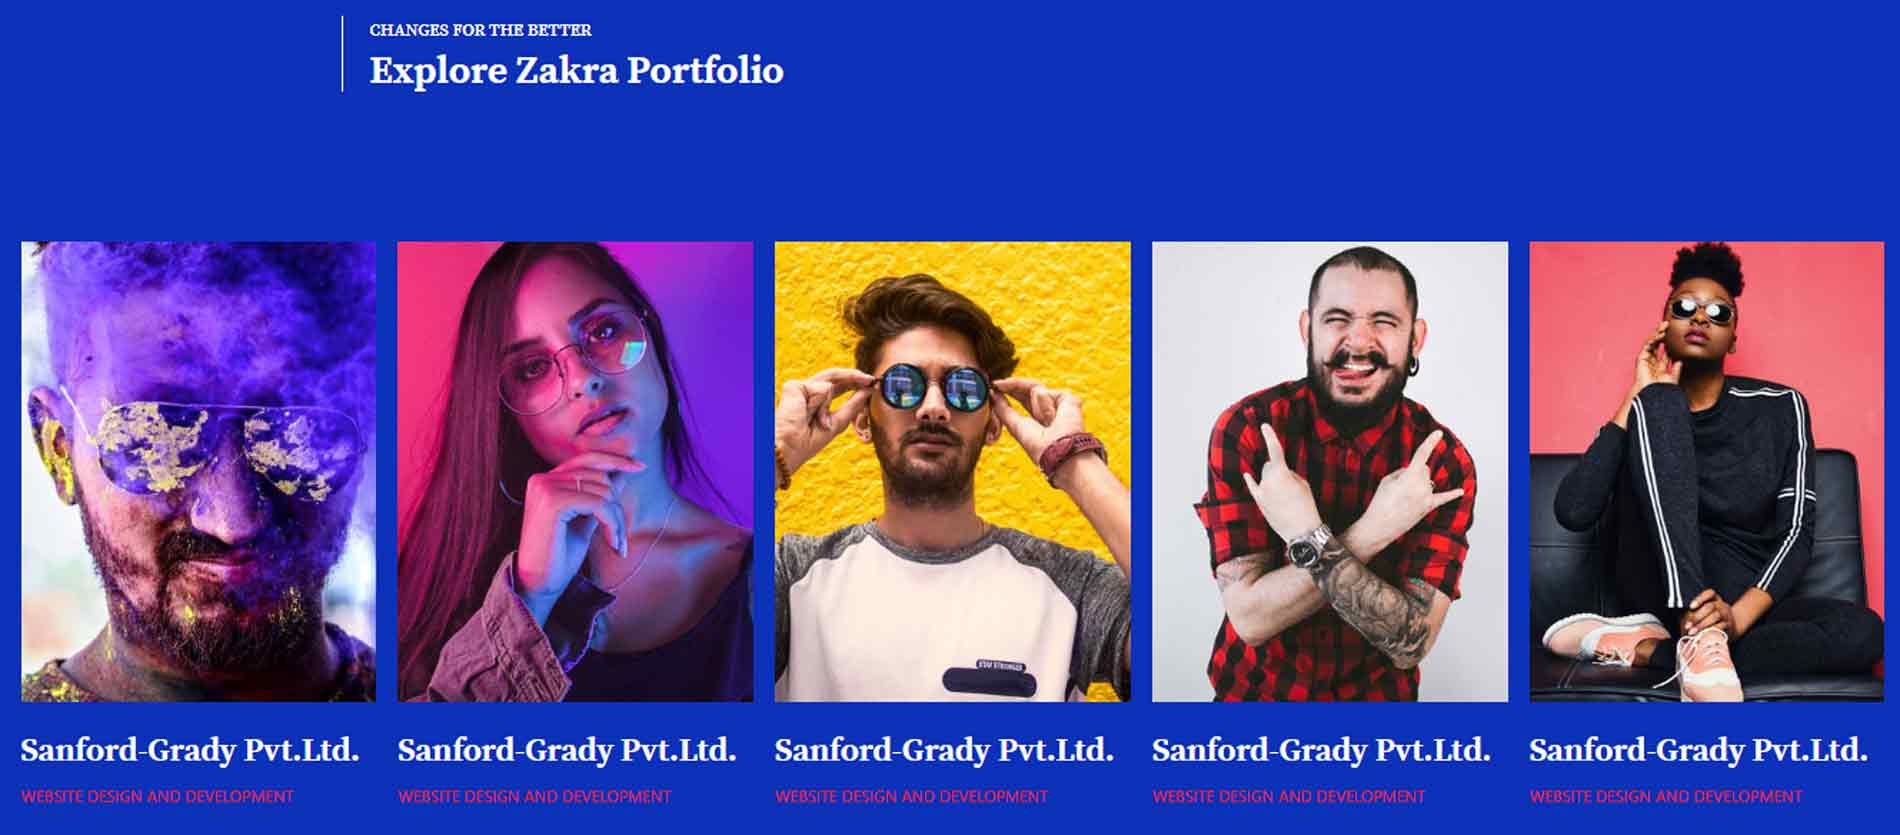 CHANGES FOR THE BETTER
Explore Zakra Portfolio
Sanford-Grady Pvt.Ltd.
WEBSITE DESIGN AND DEVELOPMENT
Sanford-Grady Pvt.Ltd.
WEBSITE DESIGN AND DEVELOPMENT
Sanford-Grady Pvt.Ltd.
WEBSITE DESIGN AND DEVELOPMENT
Sanford-Grady Pvt.Ltd.
WEBSITE DESIGN AND DEVELOPMENT
Sanford-Grady Pvt.Ltd.
WEBSITE DESIGN AND DEVELOPMENT